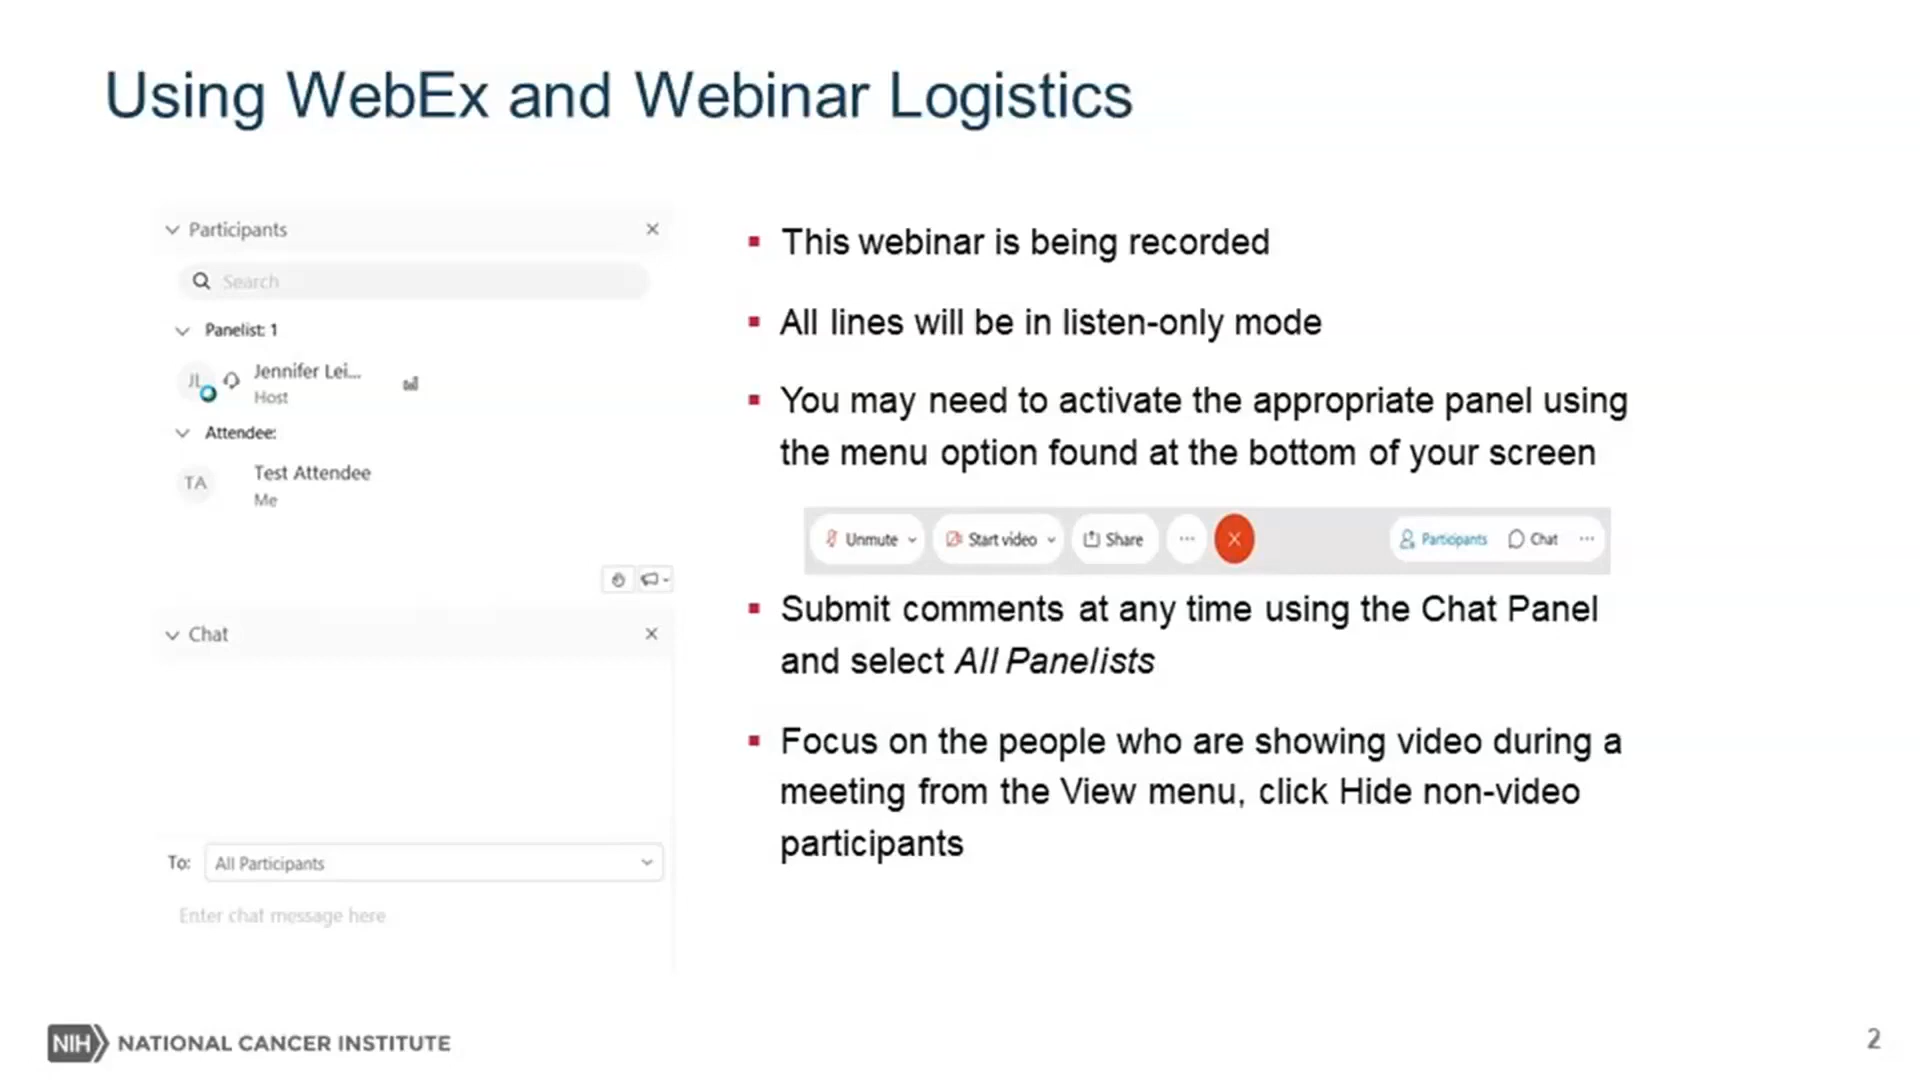 Using WebEx and Webinar Logistics
Participants
Search
Panelist: 1
JL
Jennifer Lei...
Host
Attendee:
TA
Test Attendee
Me
Chat
To:
All Participants
Enter chat message here
This webinar is being recorded
All lines will be in listen-only mode
You may need to activate the appropriate panel using
the menu option found at the bottom of your screen
Unmute Start video Share Participants Chat
Submit comments at any time using the Chat Panel
and select All Panelists
Focus on the people who are showing video during a
meeting from the View menu, click Hide non-video
participants
NIH NATIONAL CANCER INSTITUTE
2